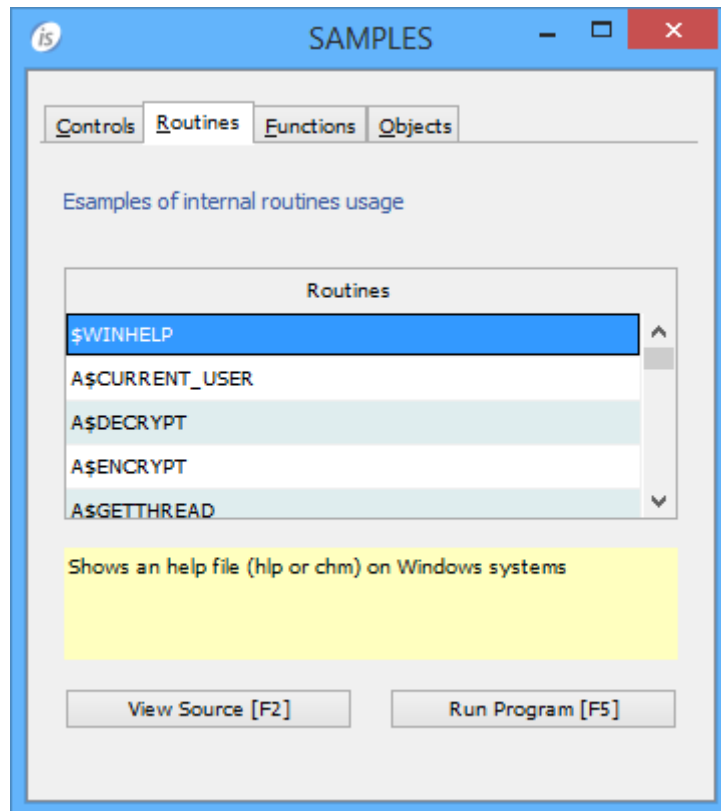 is
SAMPLES
Controls Routines Functions Objects
Esamples of internal routines usage
Routines
$WINHELP
A$CURRENT_USER
A$DECRYPT
A$ENCRYPT
A$GETTHREAD
Shows an help file (hlp or chm) on Windows systems
View Source [F2] Run Program [F5]